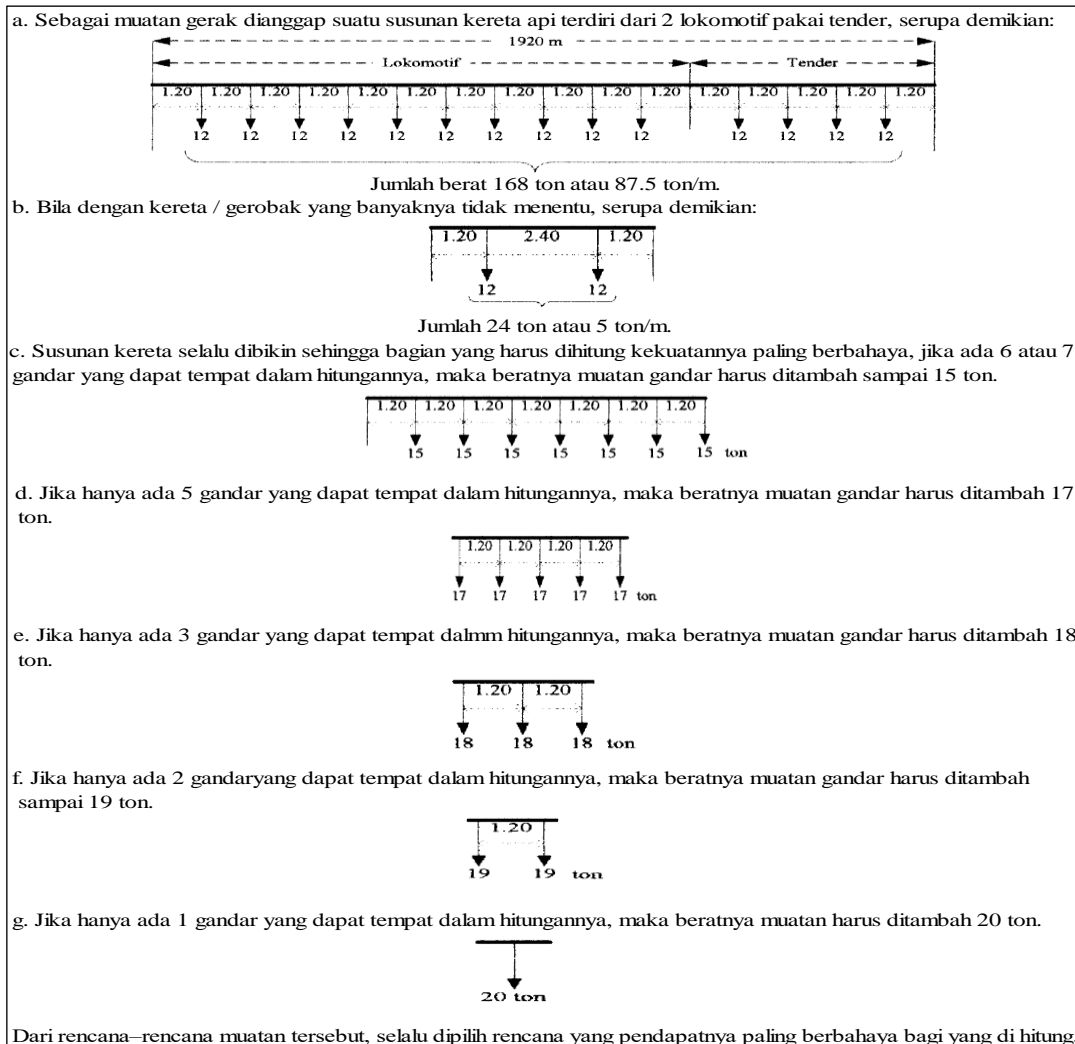 a. Sebagai muatan gerak dianggap suatu susunan kereta api terdiri dari 2 lokomotif pakai tender, serupa demikian:
1920 m
Lokomotif Tender
1.20 1.20 1.20 1.20 1.20 1.20 1.20 1.20 1.20 1.20 1.20 1.20 1.20 1.20 1.20 1.20
12 12 12 12 12 12 12 12 12 12 12 12 12 12
Jumlah berat 168 ton atau 87.5 ton/m.
b. Bila dengan kereta / gerobak yang banyaknya tidak menentu, serupa demikian:
1.20 2.40 1.20
12 12
Jumlah 24 ton atau 5 ton/m.
c. Susunan kereta selalu dibikin sehingga bagian yang harus dihitung kekuatannya paling berbahaya, jika ada 6 atau 7
gandar yang dapat tempat dalam hitungannya, maka beratnya muatan gandar harus ditambah sampai 15 ton.
1.20 1.20 1.20 1.20 1.20 1.20 1.20
15 15 15 15 15 15 15 ton
d. Jika hanya ada 5 gandar yang dapat tempat dalam hitungannya, maka beratnya muatan gandar harus ditambah 17
ton.
1.20 1.20 1.20 1.20
17 17 17 17 17 ton
e. Jika hanya ada 3 gandar yang dapat tempat dalmm hitungannya, maka beratnya muatan gandar harus ditambah 18
ton.
1.20 1.20
18 18 18 ton
f. Jika hanya ada 2 gandaryang dapat tempat dalam hitungannya, maka beratnya muatan gandar harus ditambah
sampai 19 ton.
1.20
19 19 ton
g. Jika hanya ada 1 gandar yang dapat tempat dalam hitungannya, maka beratnya muatan harus ditambah 20 ton.
20 ton
Dari rencana–rencana muatan tersebut, selalu dipilih rencana yang pendapatnya paling berbahaya bagi yang di hitung.